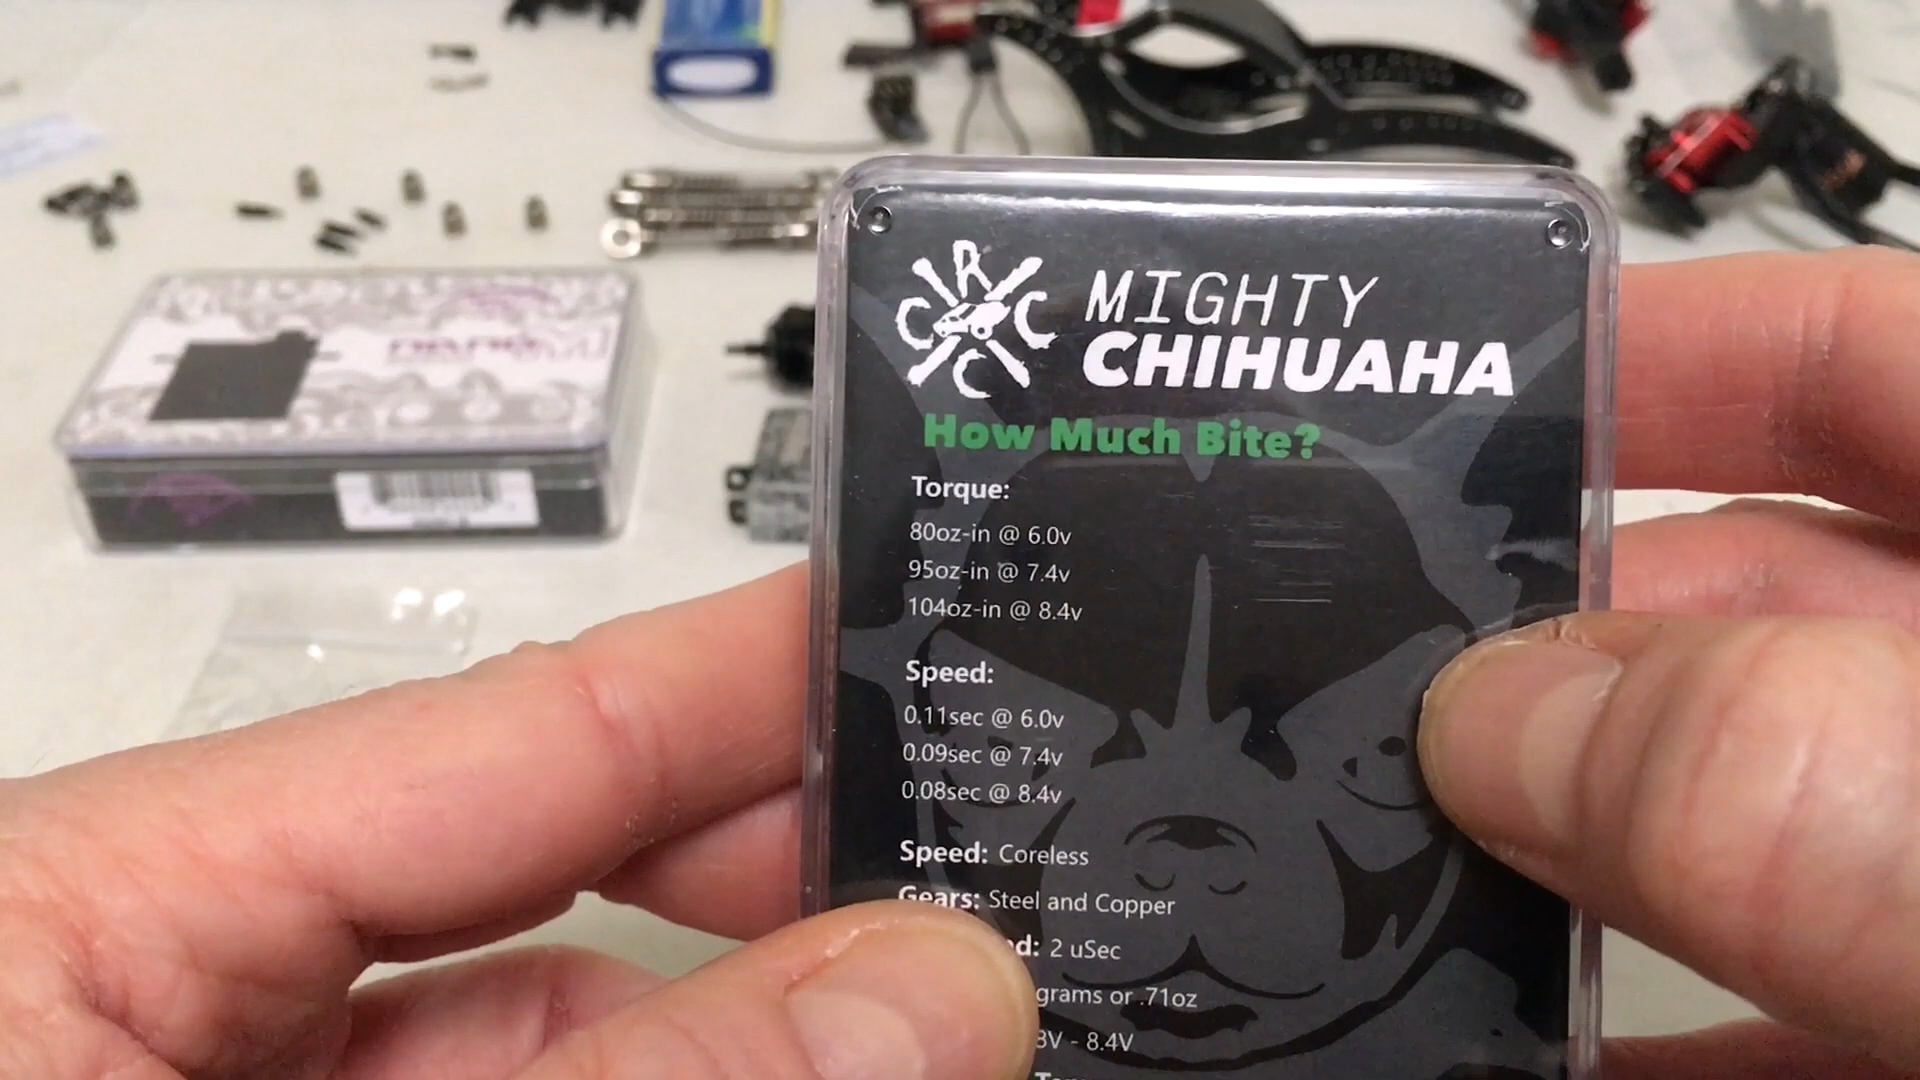 C R C C
MIGHTY
CHIHUAHA
How Much Bite?
Torque:
80oz-in @ 6.0v
95oz-in @ 7.4v
104oz-in @ 8.4v
Speed:
0.11sec @ 6.0v
0.09sec @ 7.4v
0.08sec @ 8.4v
Speed: Coreless
Gears: Steel and Copper
2 uSec
grams or .71oz
- 8.4V